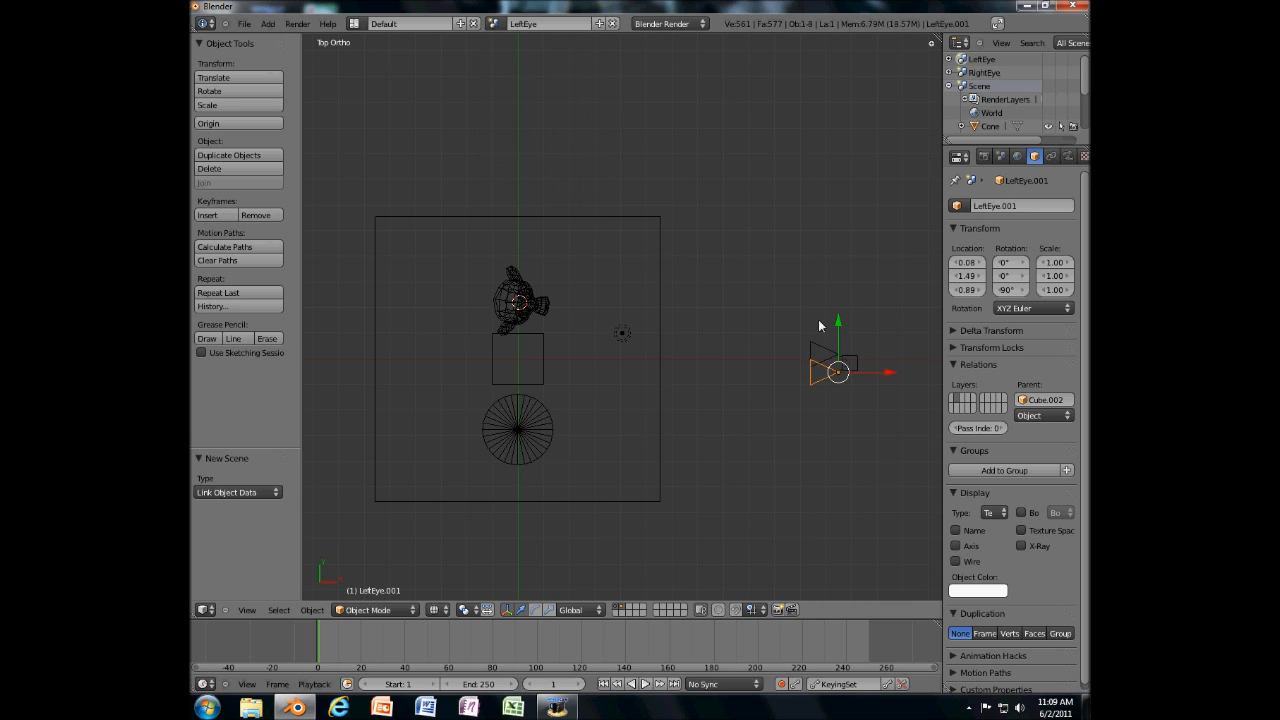 Blender
File Add Render Help Default LeftEye Blender Render Ve:561 | Fa:577 | Ob:1-8 | La:1 | Mem:6.79M (18.57M) | LeftEye.001
Object Tools
Transform:
Translate
Rotate
Scale
Origin
Object:
Duplicate Objects
Delete
Join
Keyframes:
Insert Remove
Motion Paths:
Calculate Paths
Clear Paths
Repeat:
Repeat Last
History...
Grease Pencil:
Draw Line Erase
Use Sketching Sessio
New Scene
Type
Link Object Data
Top Ortho
(1) LeftEye.001
View Select Object Object Mode Global
View Search All Scene
LeftEye
RightEye
Scene
RenderLayers |
World
Cone
LeftEye.001
LeftEye.001
Transform
Location: Rotation: Scale:
0.08 0° 1.00
1.49 0° 1.00
0.89 90° 1.00
Rotation XYZ Euler
Delta Transform
Transform Locks
Relations
Layers: Parent:
Cube.002
Object
Pass Inde: 0
Groups
Add to Group
Display
Type: Te Bo Bo
Name Texture Spac
Axis X-Ray
Wire
Object Color:
Duplication
None Frame Verts Faces Group
Animation Hacks
Motion Paths
Custom Properties
-40 -20 0 20 40 60 80 100 120 140 160 180 200 220 240 260
View Frame Playback Start: 1 End: 250 1 No Sync KeyingSet
11:09 AM
6/2/2011